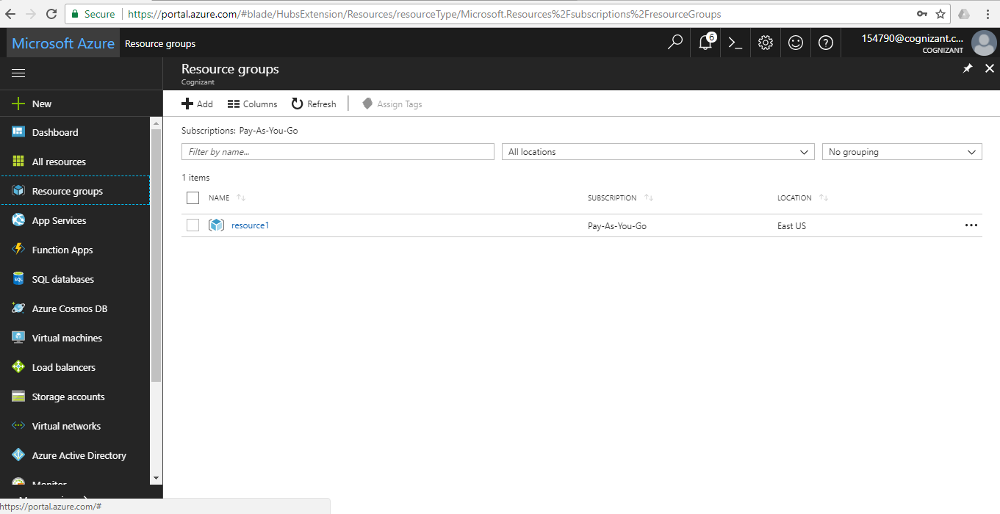 Secure https://portal.azure.com/#blade/HubsExtension/Resources/resourceType/Microsoft.Resources%2Fsubscriptions%2FresourceGroups
Microsoft Azure Resource groups 6 154790@cognizant.c...
COGNIZANT
Resource groups
Cognizant
New
Add Columns Refresh Assign Tags
Dashboard
Subscriptions: Pay-As-You-Go
All resources
Filter by name... All locations No grouping
1 items
Resource groups
NAME SUBSCRIPTION LOCATION
App Services
resource1 Pay-As-You-Go East US
Function Apps
SQL databases
Azure Cosmos DB
Virtual machines
Load balancers
Storage accounts
Virtual networks
Azure Active Directory
Monitor
https://portal.azure.com/#